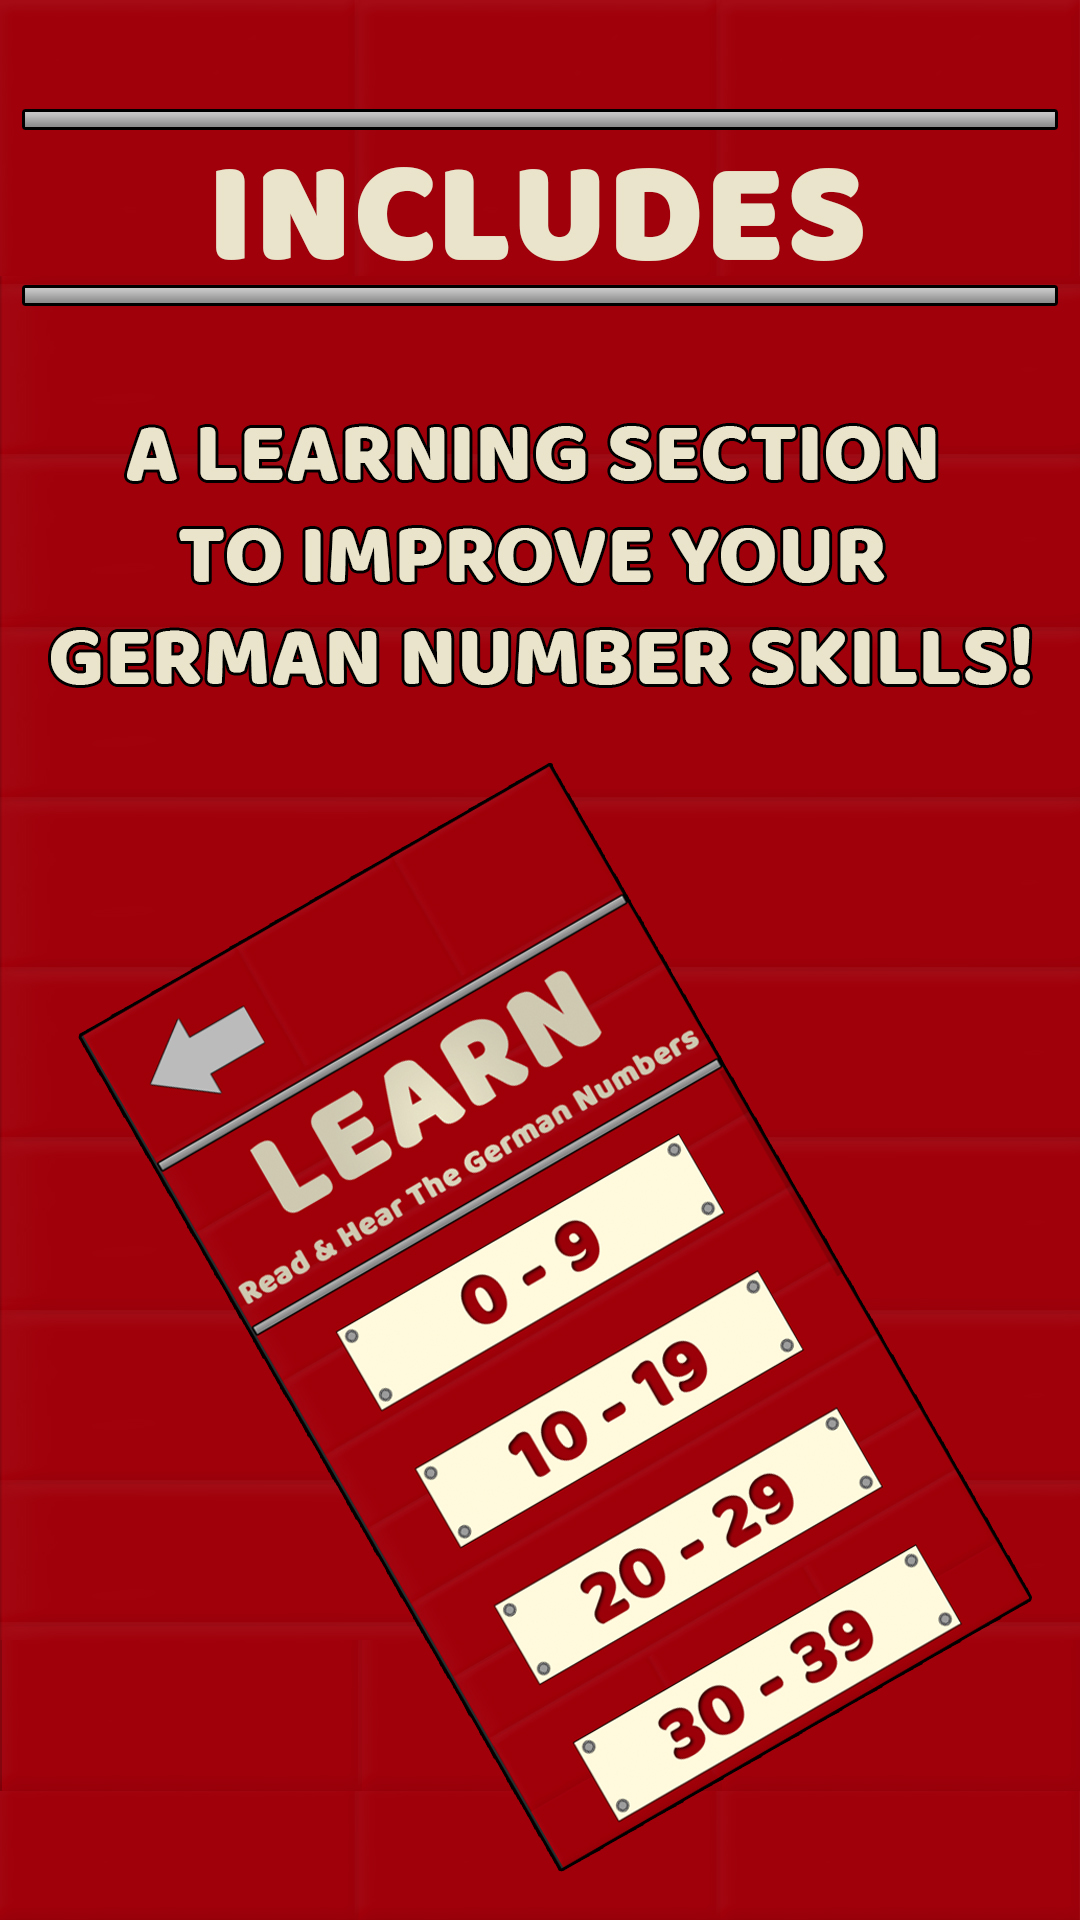 INCLUDES
A LEARNING SECTION
TO IMPROVE YOUR
GERMAN NUMBER SKILLS!
LEARN
Read & Hear The German Numbers
0 - 9
10 - 19
20 - 29
30 - 39